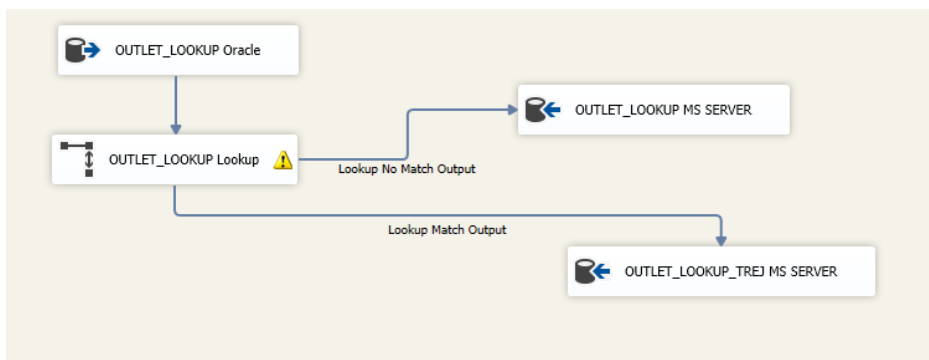 OUTLET_LOOKUP Oracle
OUTLET_LOOKUP MS SERVER
OUTLET_LOOKUP Lookup
Lookup No Match Output
Lookup Match Output
OUTLET_LOOKUP_TREJ MS SERVER